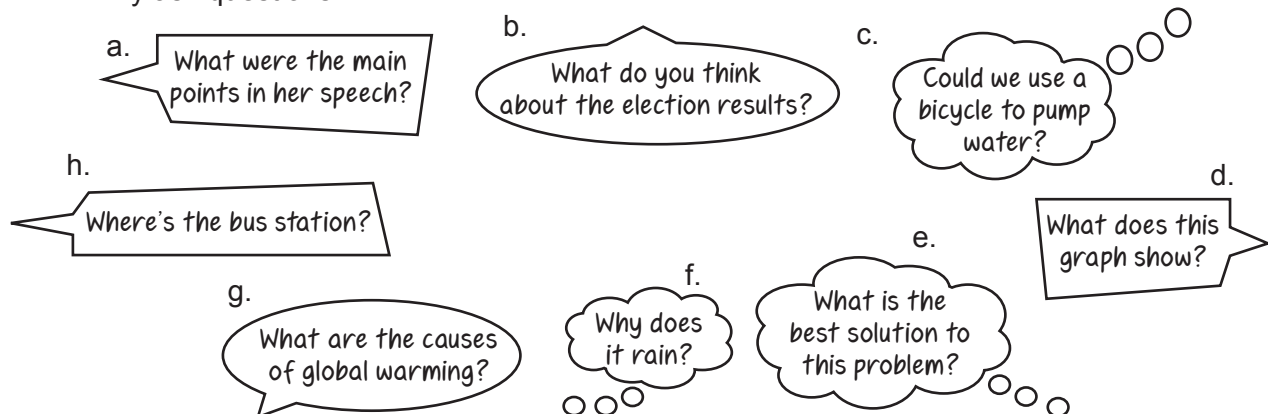 a.
What were the main
points in her speech?
b.
What do you think
about the election results?
c.
Could we use a
bicycle to pump
water?
d.
What does this
graph show?
e.
What is the
best solution to
this problem?
f.
Why does
it rain?
g.
What are the causes
of global warming?
h.
Where's the bus station?